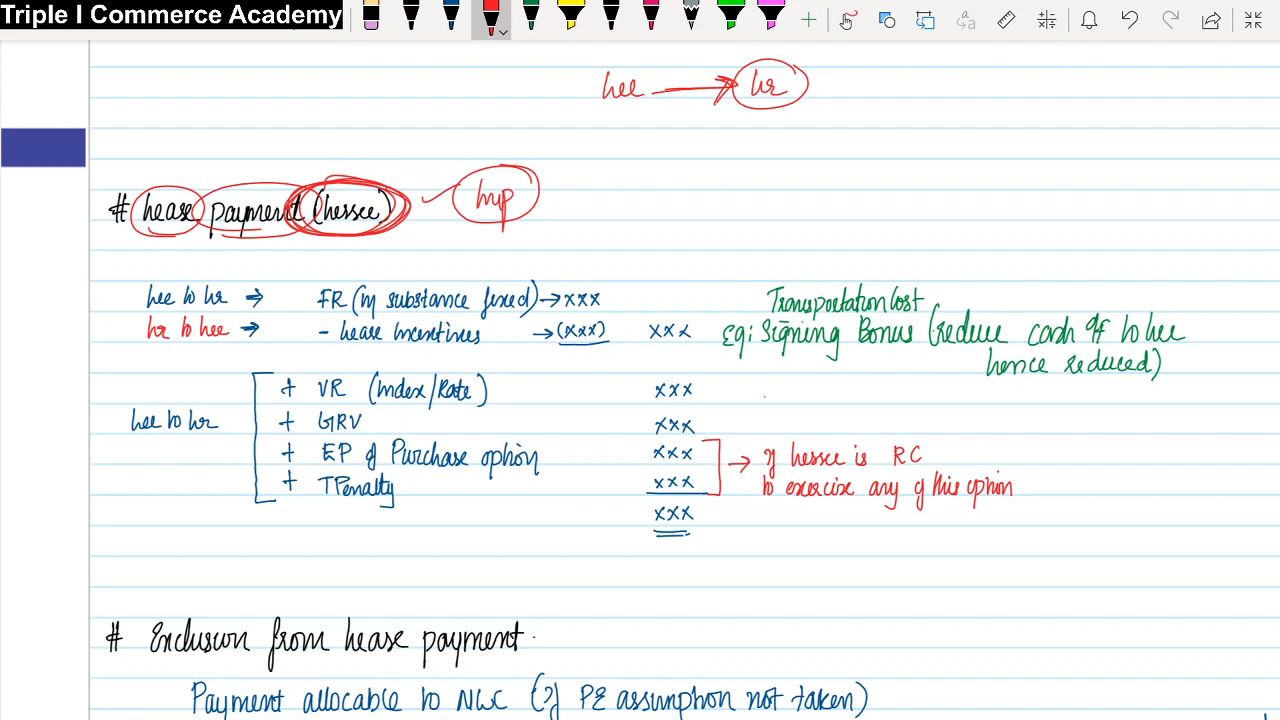 Triple I Commerce Academy
Lee → Lr
# Lease payment (Lessee) Lmp
Lee to Lr → FR (In substance fixed) → xxx
Transportation Cost
Lr to Lee → - Lease Incentives → (xxx) xxx Eg: Signing Bonus (reduce cash o/f to Lee
hence reduced)
+ VR (Index/Rate) xxx
Lee to Lr + GRV xxx
+ EP of Purchase option xxx → If Lessee is RC
+ TPenalty xxx to exercise any of this option
xxx
# Exclusion from Lease payment.
Payment allocable to NLC (If PE assumption not taken)